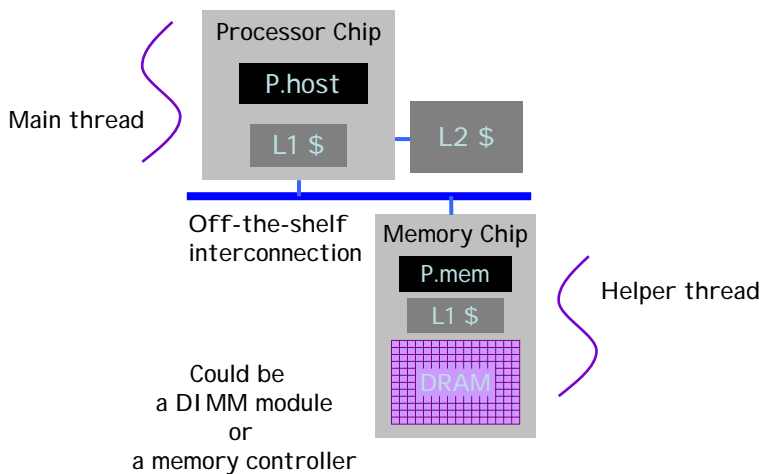 Processor Chip
P.host
Main thread
L1 $
L2 $
Off-the-shelf
interconnection
Memory Chip
P.mem
L1 $
DRAM
Helper thread
Could be
a DIMM module
or
a memory controller